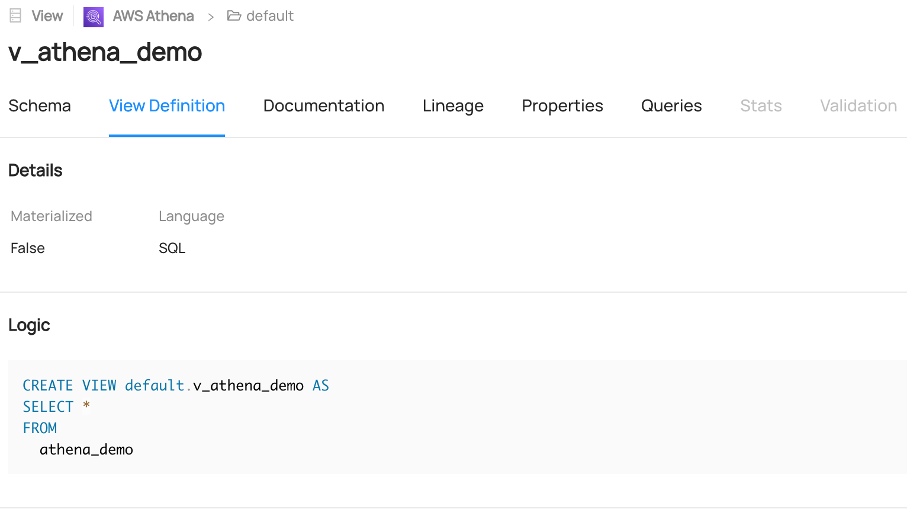 View AWS Athena > default
v_athena_demo
Schema View Definition Documentation Lineage Properties Queries Stats Validation
Details
Materialized Language
False SQL
Logic
CREATE VIEW default.v_athena_demo AS
SELECT *
FROM
athena_demo